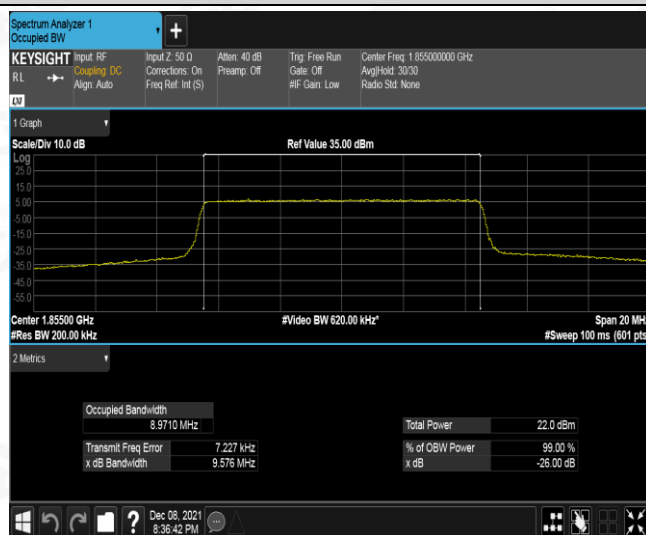 Spectrum Analyzer 1
Occupied BW
+
KEYSIGHT Input: RF Input Z: 50 Ω Atten: 40 dB Trig: Free Run Center Freq: 1.855000000 GHz
RL Coupling: DC Corrections: On Preamp: Off Gate: Off Avg|Hold: 30/30
Align: Auto Freq Ref: Int (S) #IF Gain: Low Radio Std: None
LXI
1 Graph
Scale/Div 10.0 dB Ref Value 35.00 dBm
Log
25.0
15.0
5.00
-5.00
-15.0
-25.0
-35.0
-45.0
-55.0
Center 1.85500 GHz #Video BW 620.00 kHz* Span 20 MHz
#Res BW 200.00 kHz #Sweep 100 ms (601 pts
2 Metrics
Occupied Bandwidth
8.9710 MHz Total Power 22.0 dBm
Transmit Freq Error 7.227 kHz % of OBW Power 99.00 %
x dB Bandwidth 9.576 MHz x dB -26.00 dB
? Dec 08, 2021
8:36:42 PM